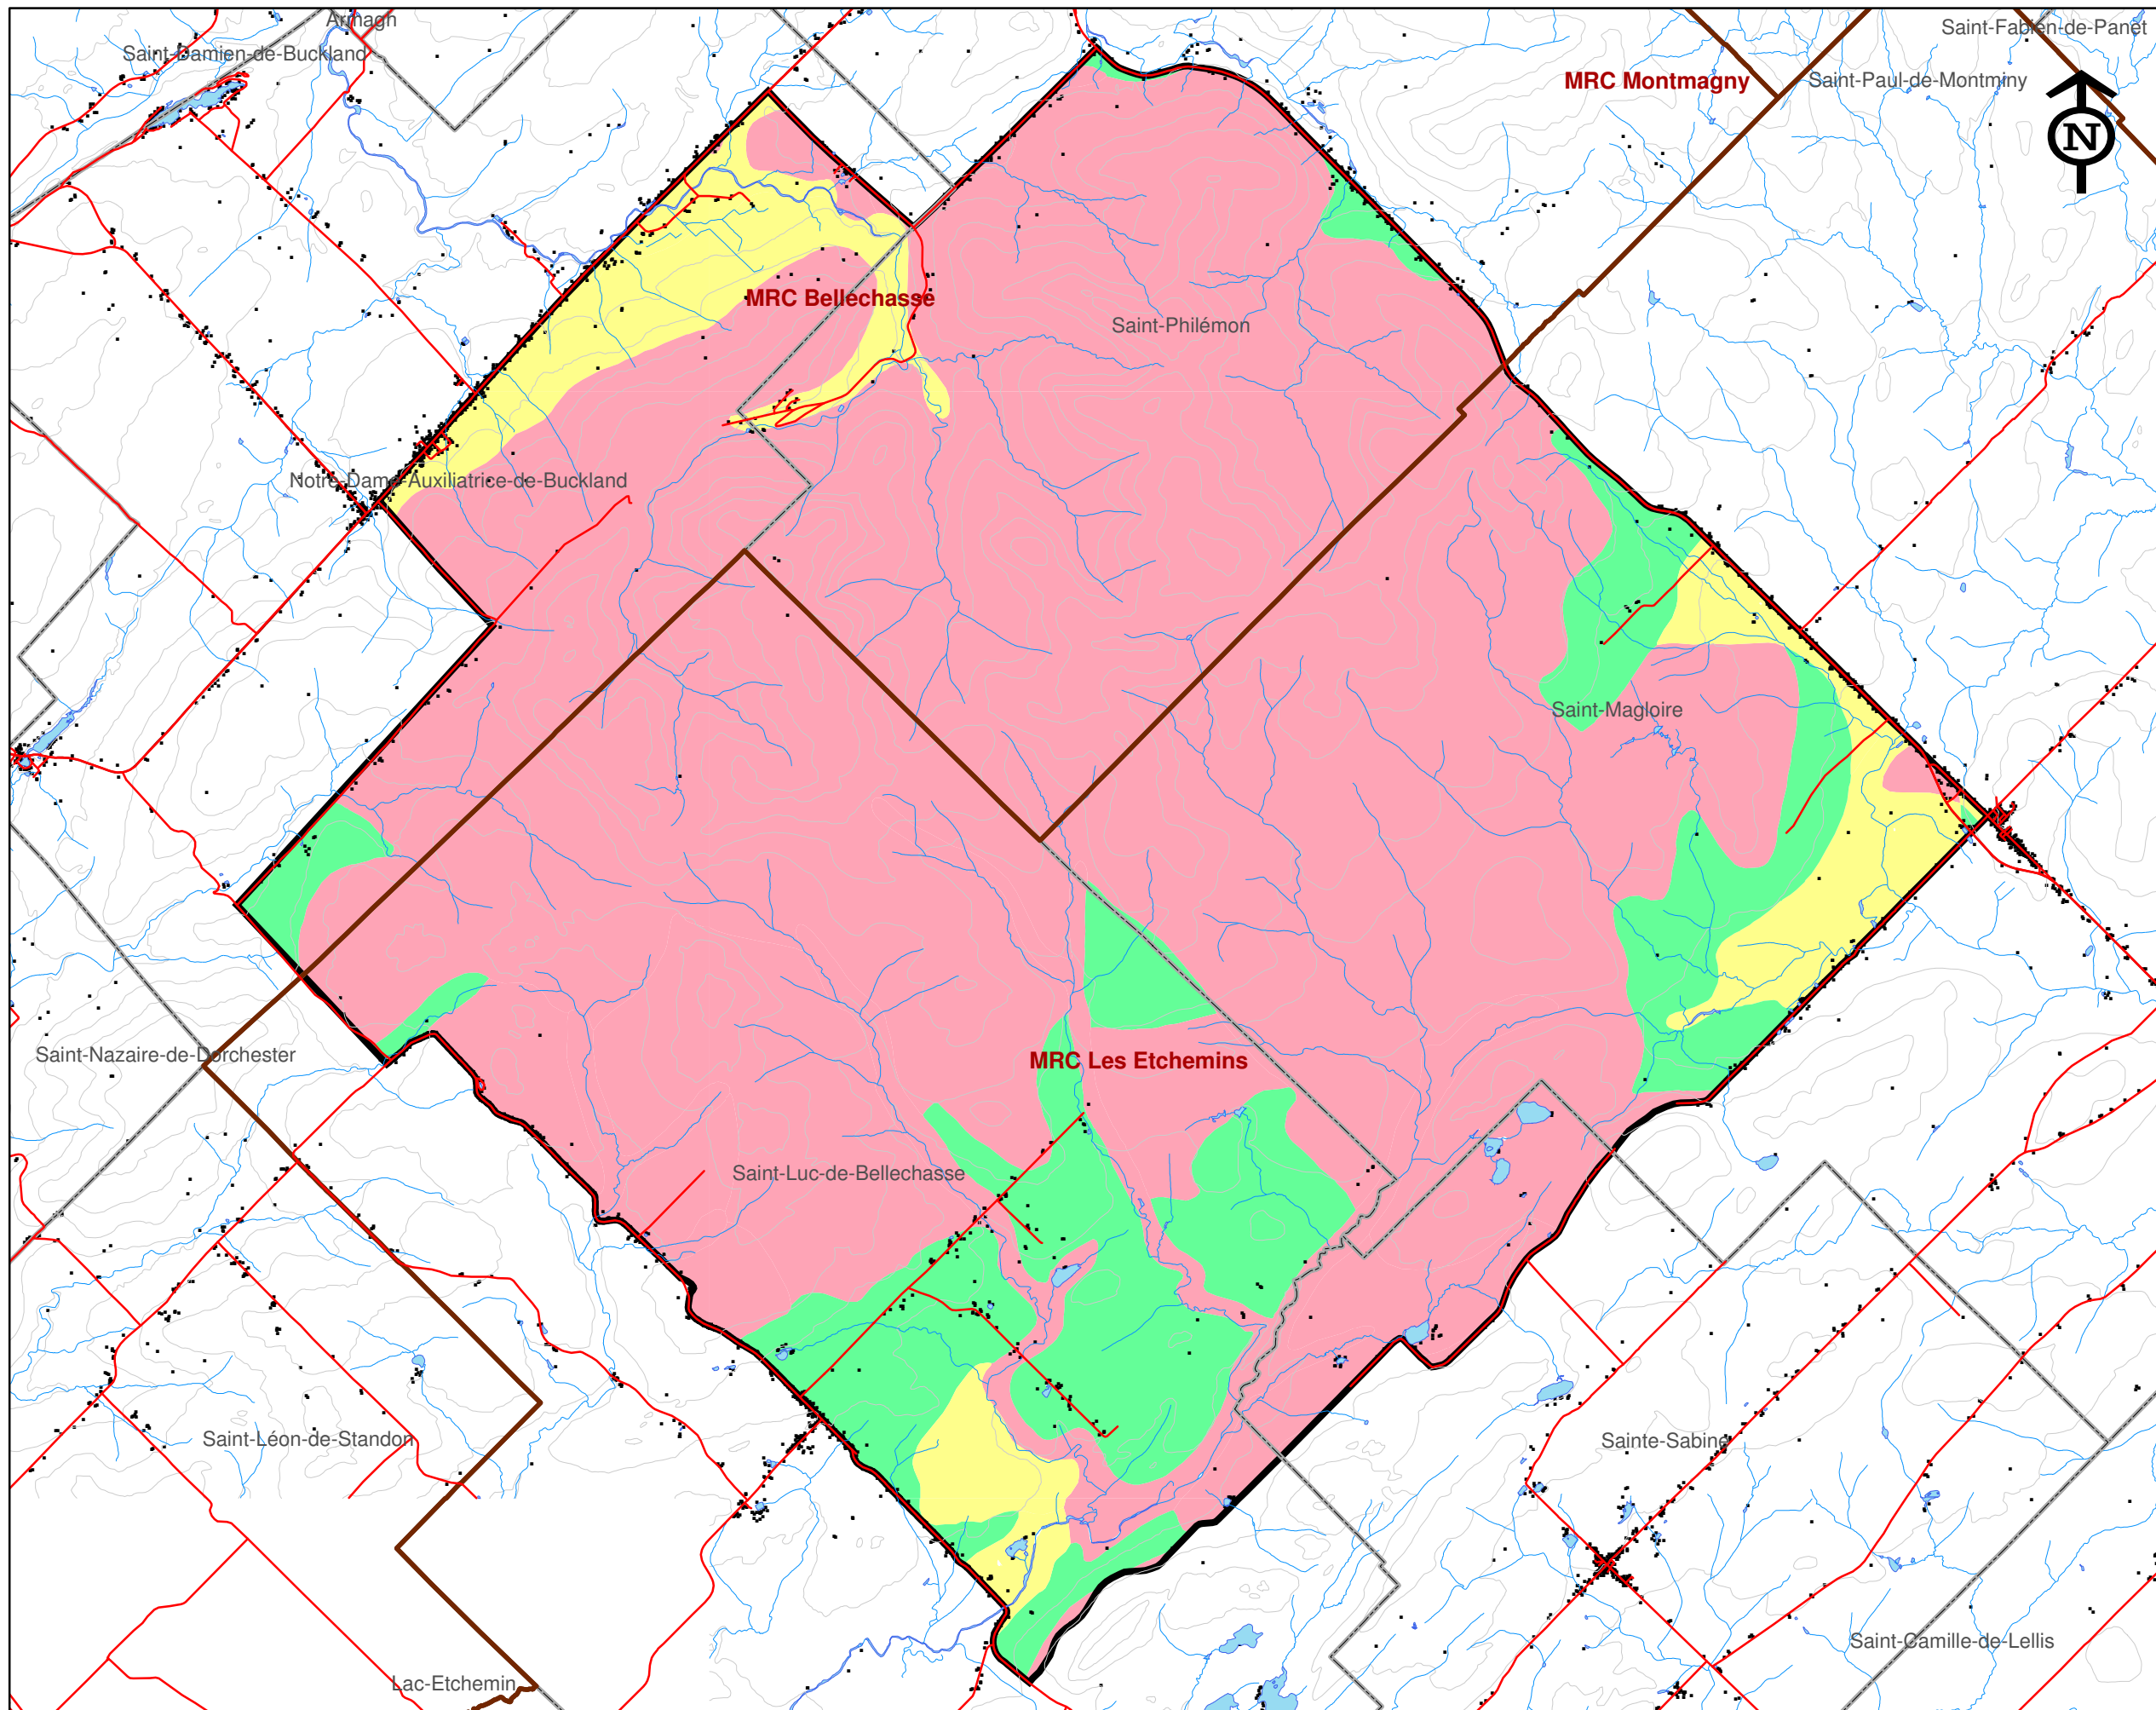 Armagh
Saint-Fabien-de-Panet
Saint-Damien-de-Buckland
MRC Montmagny
Saint-Paul-de-Montminy
N
MRC Bellechasse
Saint-Philémon
Notre-Dame-Auxiliatrice-de-Buckland
Saint-Magloire
Saint-Nazaire-de-Dorchester
MRC Les Etchemins
Saint-Luc-de-Bellechasse
Saint-Léon-de-Standon
Sainte-Sabine
Saint-Camille-de-Lellis
Lac-Etchemin